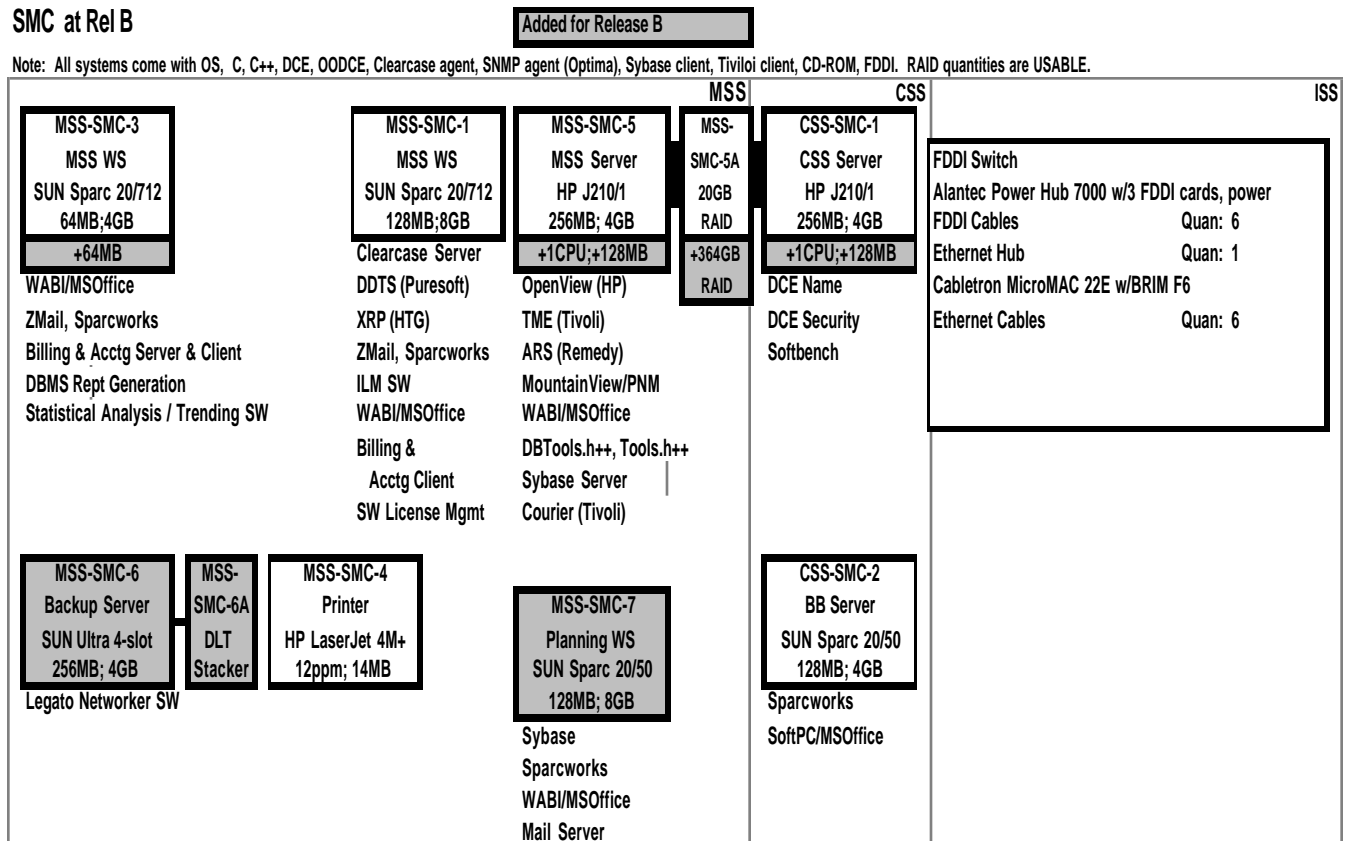 SMC at Rel B
Added for Release B
Note: All systems come with OS, C, C++, DCE, OODCE, Clearcase agent, SNMP agent (Optima), Sybase client, Tiviloi client, CD-ROM, FDDI. RAID quantities are USABLE.
MSS
CSS
ISS
MSS-SMC-3
MSS WS
SUN Sparc 20/712
64MB;4GB
+64MB
WABI/MSOffice
ZMail, Sparcworks
Billing & Acctg Server & Client
DBMS Rept Generation
Statistical Analysis / Trending SW
MSS-SMC-1
MSS WS
SUN Sparc 20/712
128MB;8GB
Clearcase Server
DDTS (Puresoft)
XRP (HTG)
ZMail, Sparcworks
ILM SW
WABI/MSOffice
Billing &
Acctg Client
SW License Mgmt
MSS-SMC-5
MSS Server
HP J210/1
256MB; 4GB
+1CPU;+128MB
OpenView (HP)
TME (Tivoli)
ARS (Remedy)
MountainView/PNM
WABI/MSOffice
DBTools.h++, Tools.h++
Sybase Server
Courier (Tivoli)
MSS-
SMC-5A
20GB
RAID
+364GB
RAID
CSS-SMC-1
CSS Server
HP J210/1
256MB; 4GB
+1CPU;+128MB
DCE Name
DCE Security
Softbench
FDDI Switch
Alantec Power Hub 7000 w/3 FDDI cards, power
FDDI Cables Quan: 6
Ethernet Hub Quan: 1
Cabletron MicroMAC 22E w/BRIM F6
Ethernet Cables Quan: 6
MSS-SMC-6
Backup Server
SUN Ultra 4-slot
256MB; 4GB
Legato Networker SW
MSS-
SMC-6A
DLT
Stacker
MSS-SMC-4
Printer
HP LaserJet 4M+
12ppm; 14MB
MSS-SMC-7
Planning WS
SUN Sparc 20/50
128MB; 8GB
Sybase
Sparcworks
WABI/MSOffice
Mail Server
CSS-SMC-2
BB Server
SUN Sparc 20/50
128MB; 4GB
Sparcworks
SoftPC/MSOffice